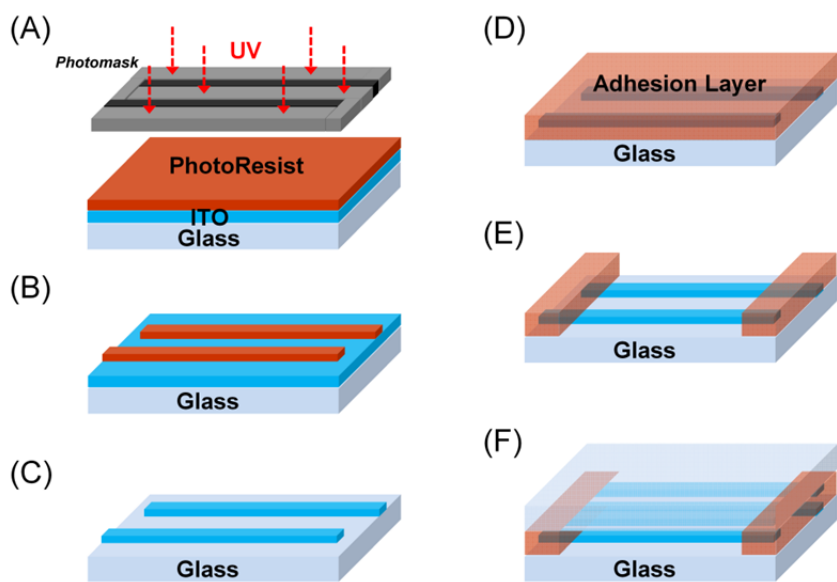 (A)
UV
Photomask
PhotoResist
ITO
Glass
(B)
Glass
(C)
Glass
(D)
Adhesion Layer
Glass
(E)
Glass
(F)
Glass